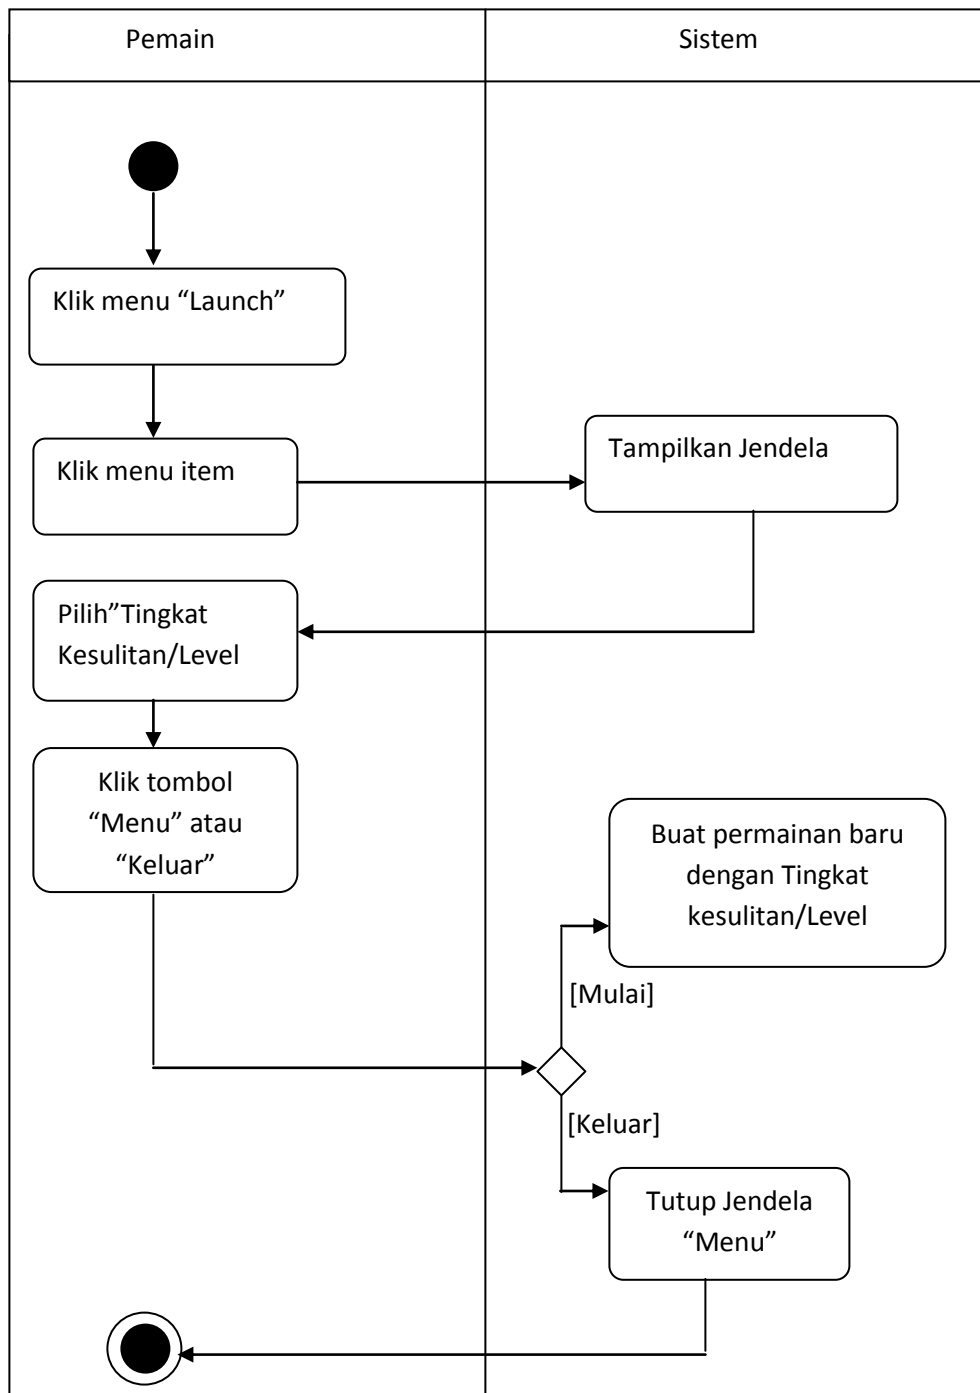 Pemain
Sistem
Klik menu “Launch”
Klik menu item
Tampilkan Jendela
Pilih”Tingkat
Kesulitan/Level
Klik tombol
“Menu” atau
“Keluar”
Buat permainan baru
dengan Tingkat
kesulitan/Level
[Mulai]
[Keluar]
Tutup Jendela
“Menu”